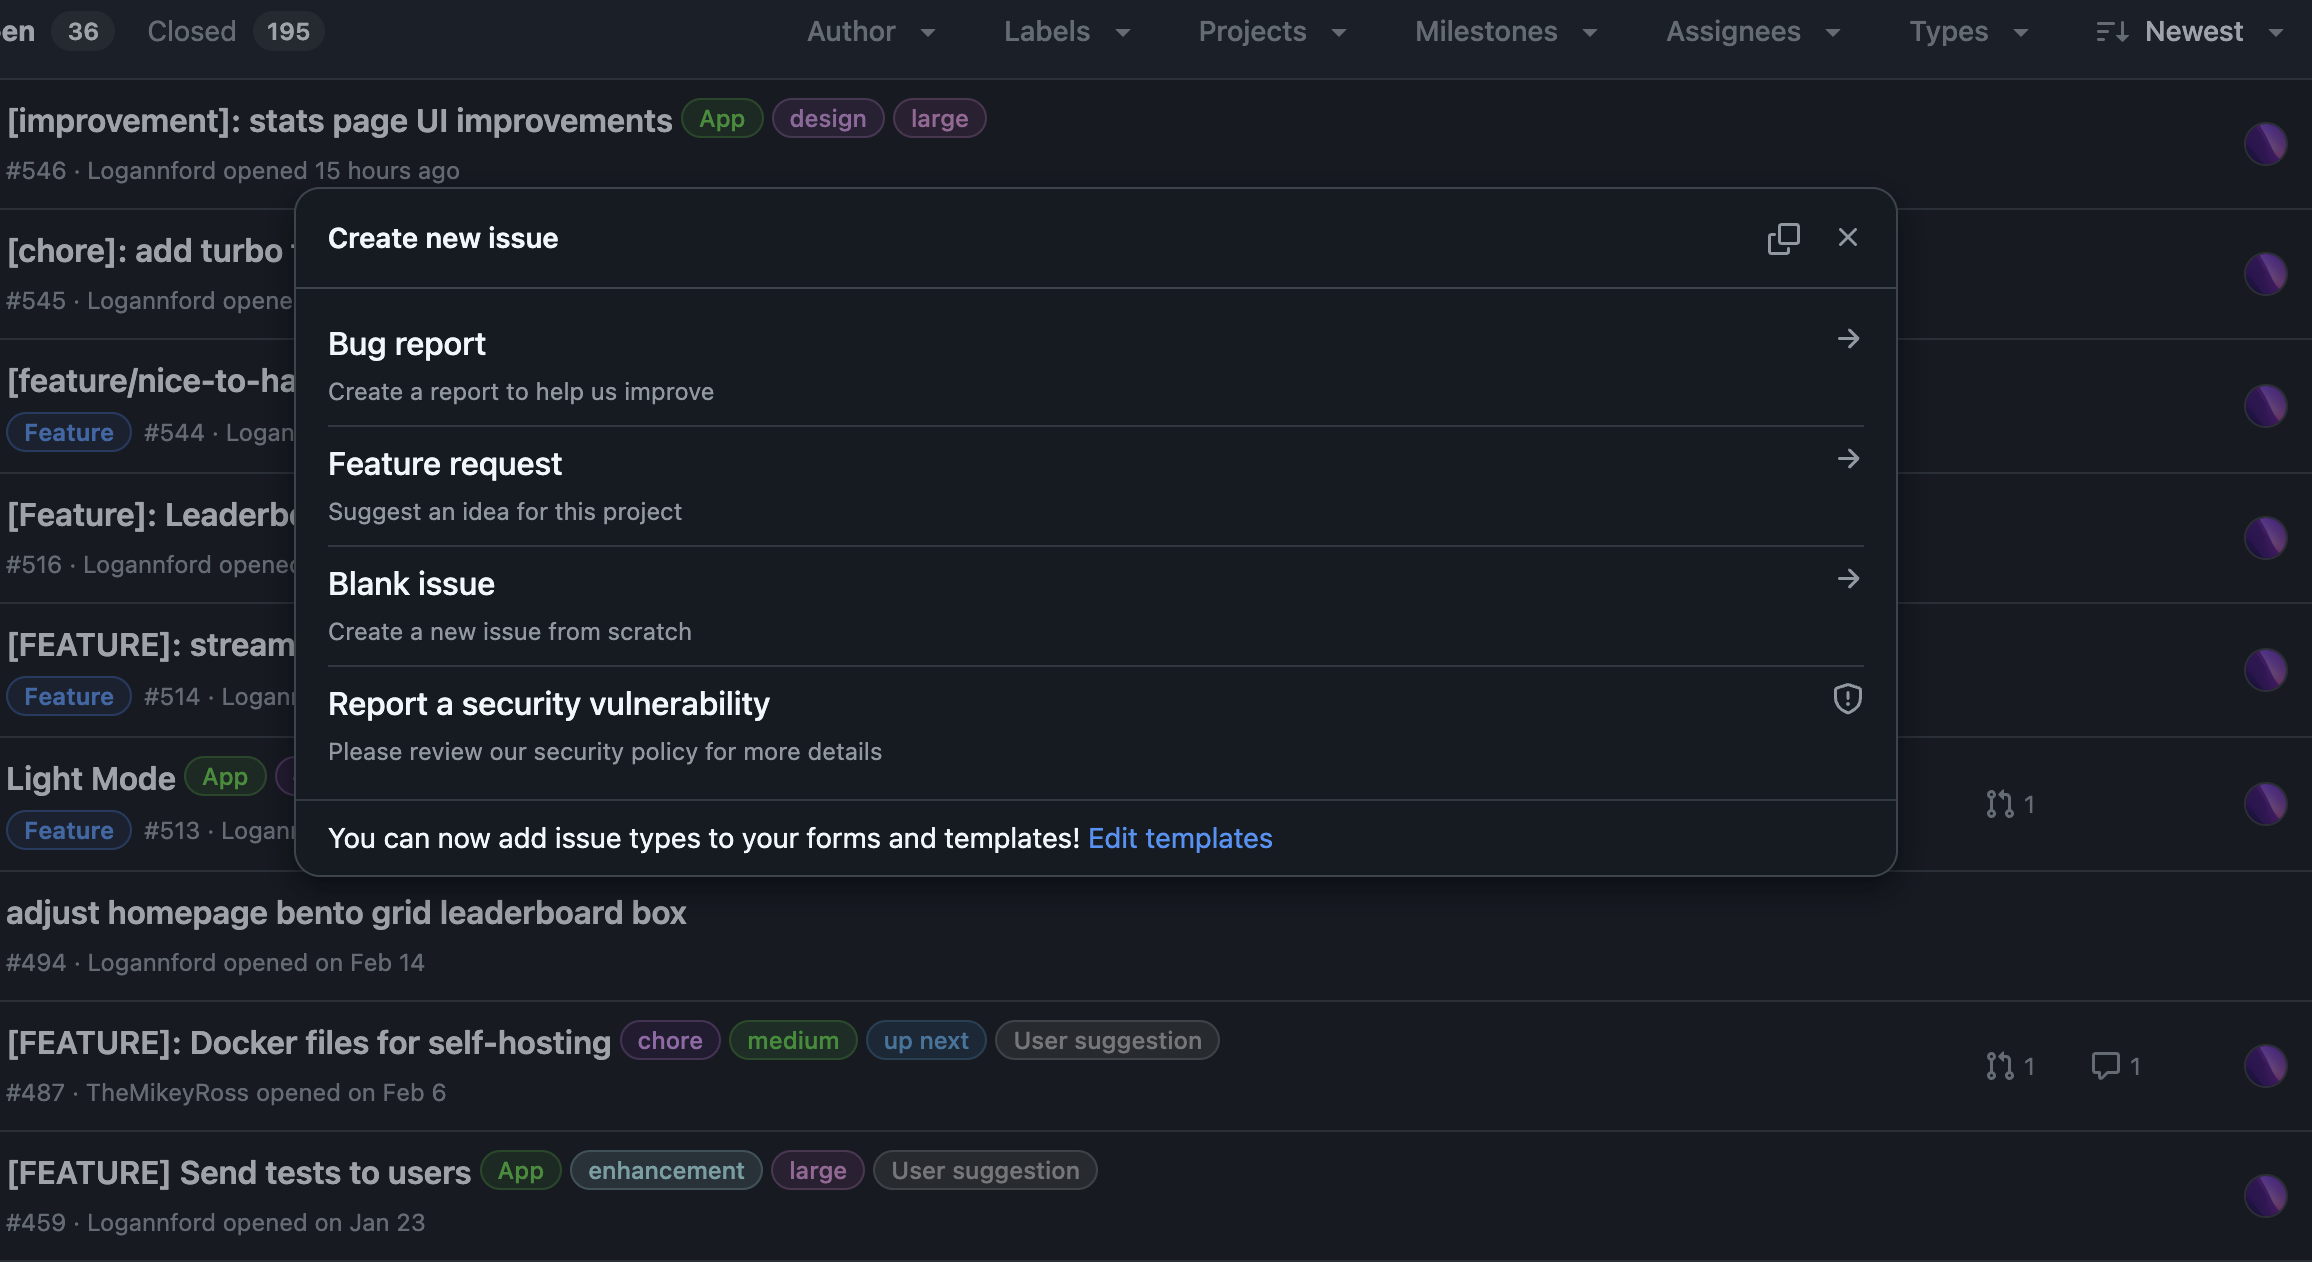 en 36 Closed 195 Author Labels Projects Milestones Assignees Types Newest
[improvement]: stats page UI improvements App design large
#546 · Logannford opened 15 hours ago
Create new issue
[chore]: add turbo
#545 · Logannford opene
Bug report
Create a report to help us improve
[feature/nice-to-ha
Feature #544 · Logan
Feature request
Suggest an idea for this project
[Feature]: Leaderbo
#516 · Logannford opened
Blank issue
Create a new issue from scratch
[FEATURE]: stream
Feature #514 · Logann
Report a security vulnerability
Please review our security policy for more details
Light Mode App
Feature #513 · Logann
1
You can now add issue types to your forms and templates! Edit templates
adjust homepage bento grid leaderboard box
#494 · Logannford opened on Feb 14
[FEATURE]: Docker files for self-hosting chore medium up next User suggestion
1 1
#487 · TheMikeyRoss opened on Feb 6
[FEATURE] Send tests to users App enhancement large User suggestion
#459 · Logannford opened on Jan 23